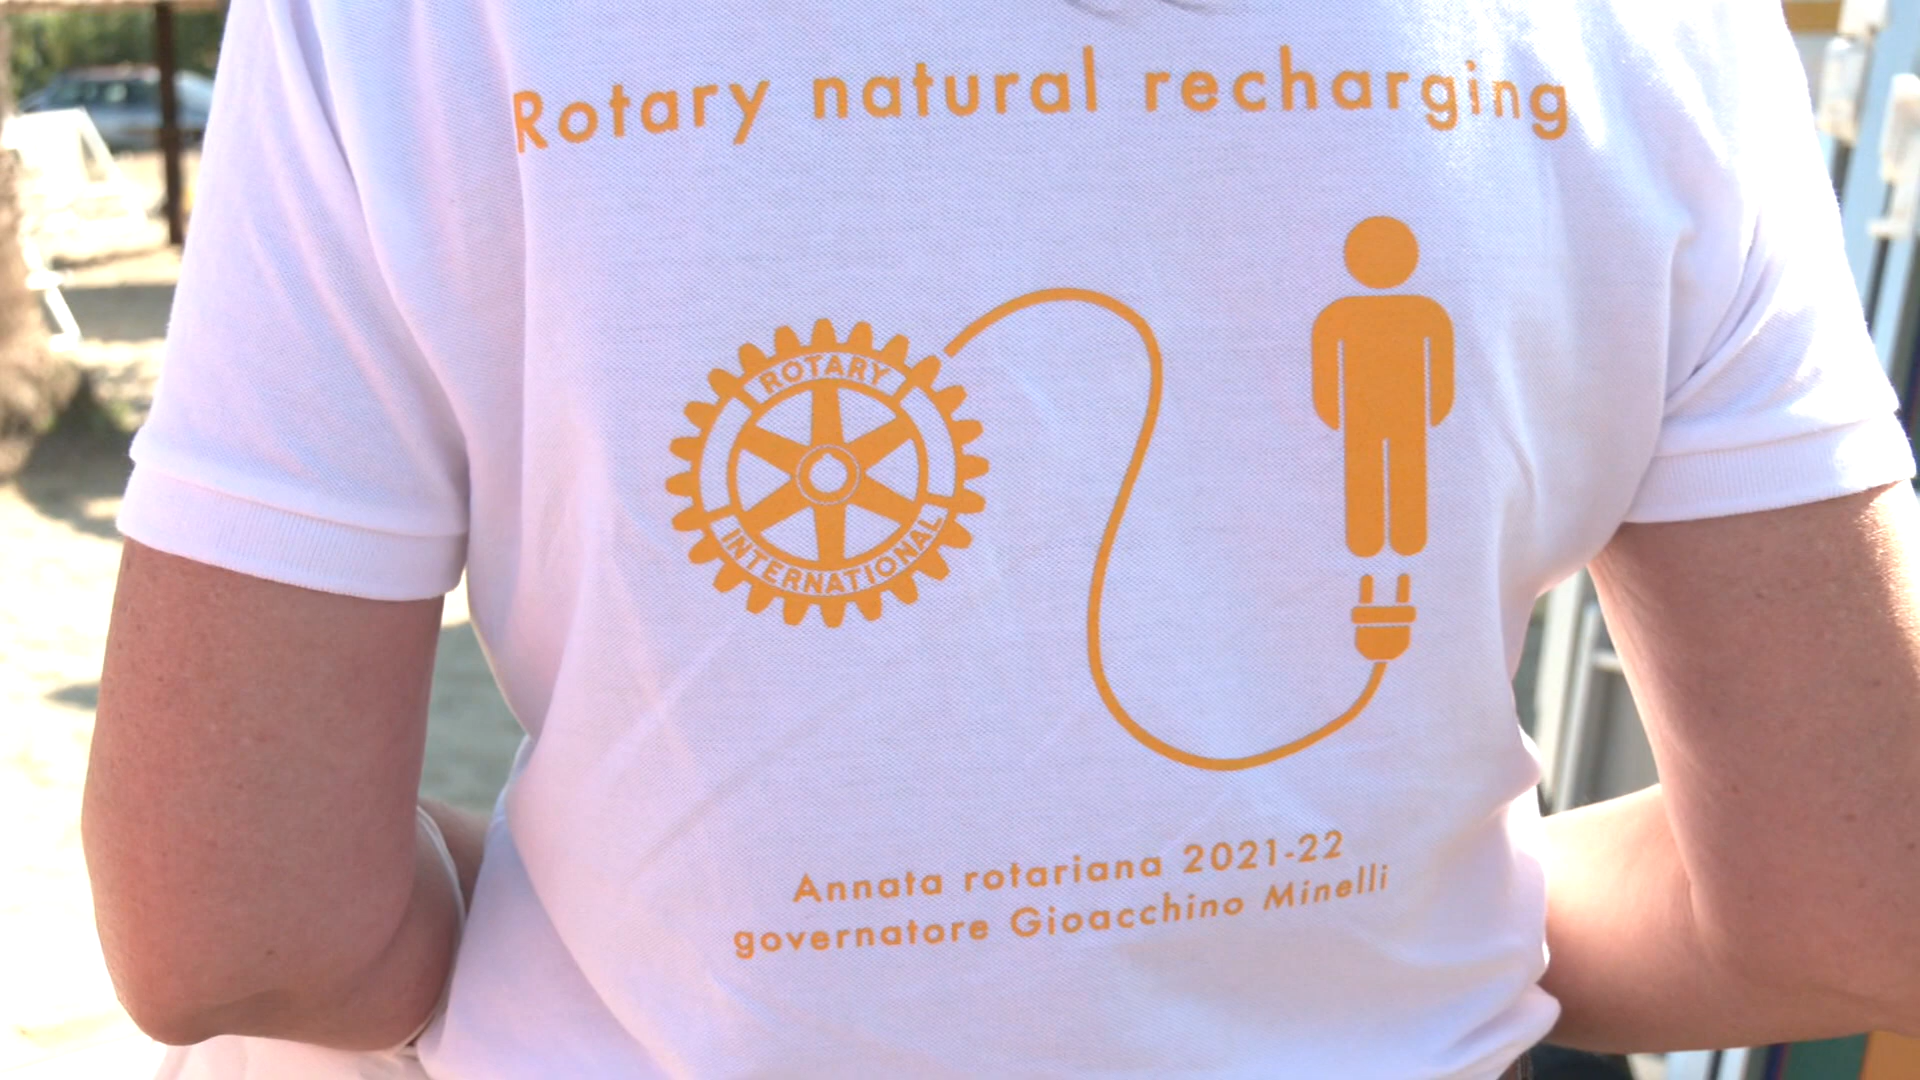 Rotary natural recharging
ROTARY
INTERNATIONAL
Annata rotariana 2021-22
governatore Gioacchino Minelli